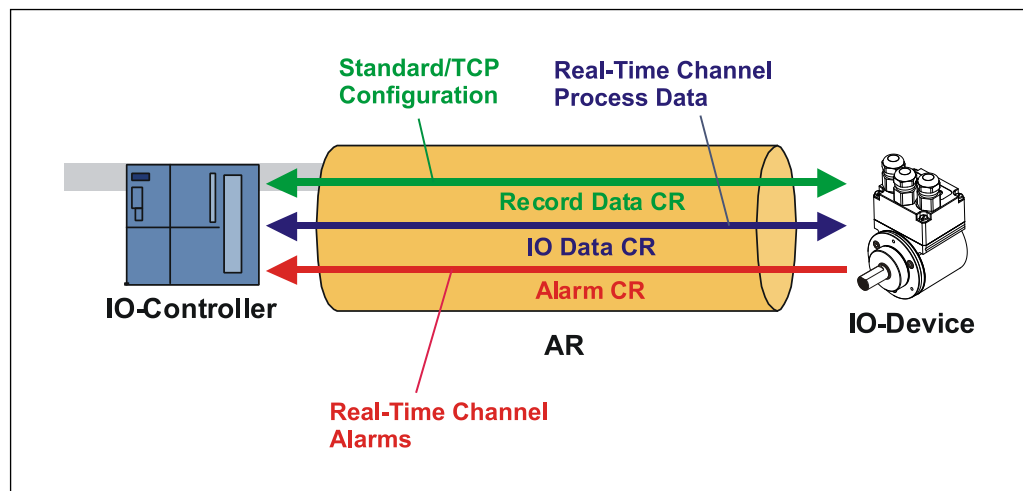 Standard/TCP
Configuration
Real-Time Channel
Process Data
Record Data CR
IO Data CR
Alarm CR
IO-Controller
IO-Device
AR
Real-Time Channel
Alarms